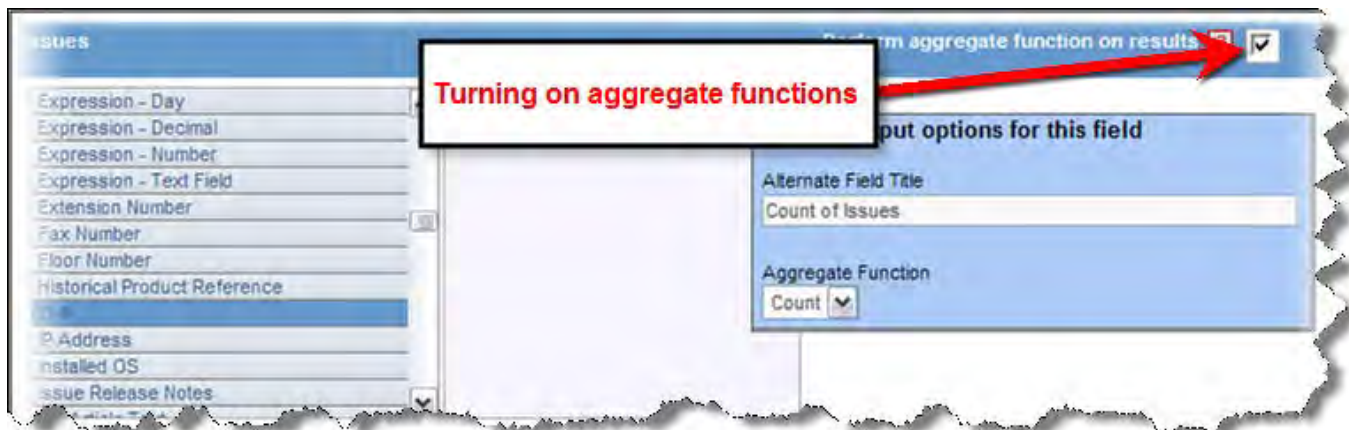 ssues
rm aggregate function on results
Turning on aggregate functions
Expression - Day
Expression - Decimal
Expression - Number
Expression - Text Field
Extension Number
Fax Number
Floor Number
Historical Product Reference
IP Address
Installed OS
Issue Release Notes
put options for this field
Alternate Field Title
Count of Issues
Aggregate Function
Count